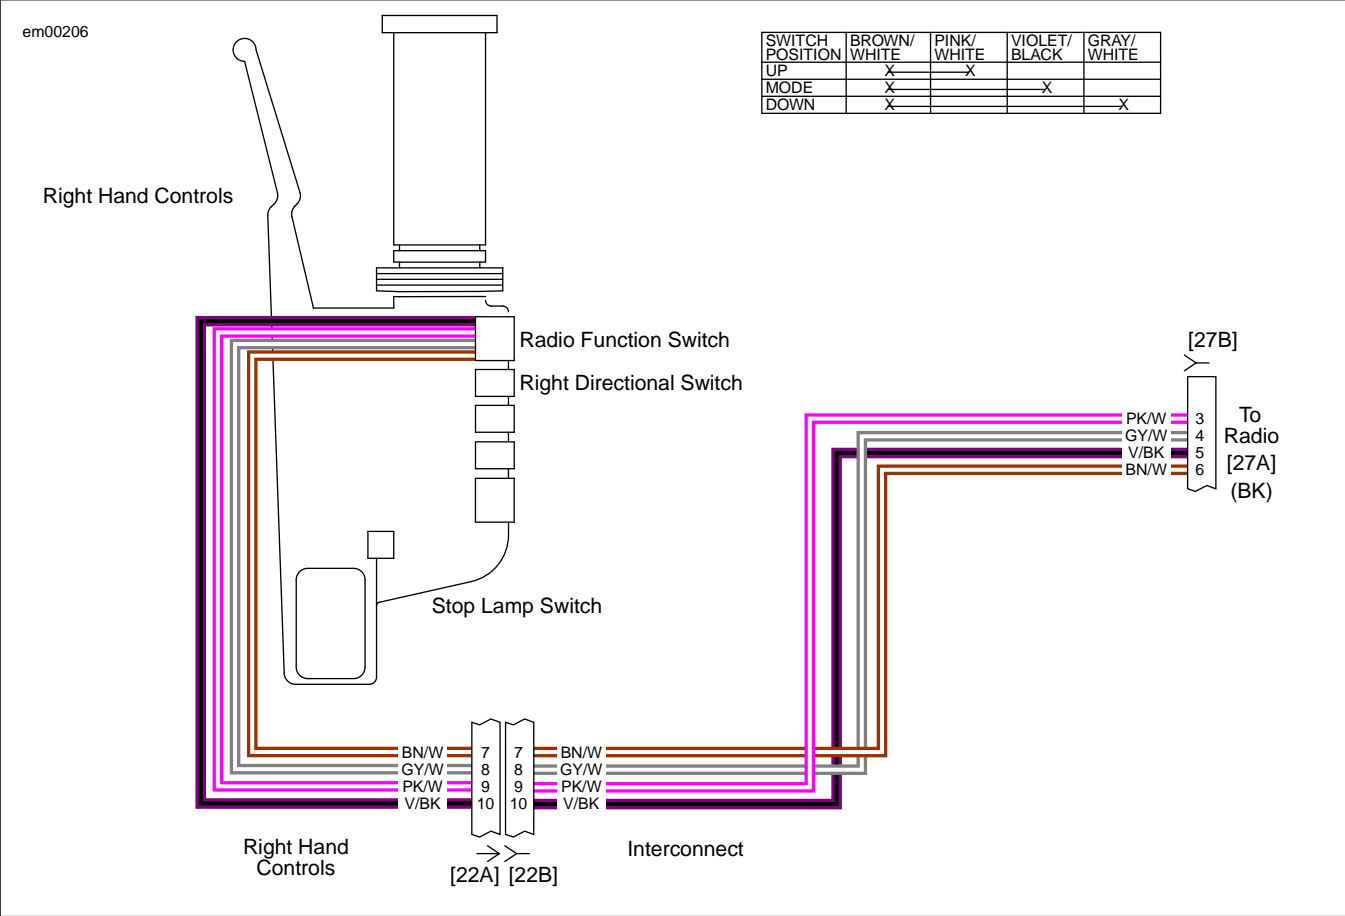 em00206
SWITCH POSITION BROWN/ WHITE PINK/ WHITE VIOLET/ BLACK GRAY/ WHITE
UP X X
MODE X X
DOWN X X
Right Hand Controls
Radio Function Switch
Right Directional Switch
Stop Lamp Switch
[27B]
PK/W 3
GY/W 4
V/BK 5
BN/W 6
To
Radio
[27A]
(BK)
BN/W 7 7 BN/W
GY/W 8 8 GY/W
PK/W 9 9 PK/W
V/BK 10 10 V/BK
Right Hand
Controls
Interconnect
[22A] [22B]